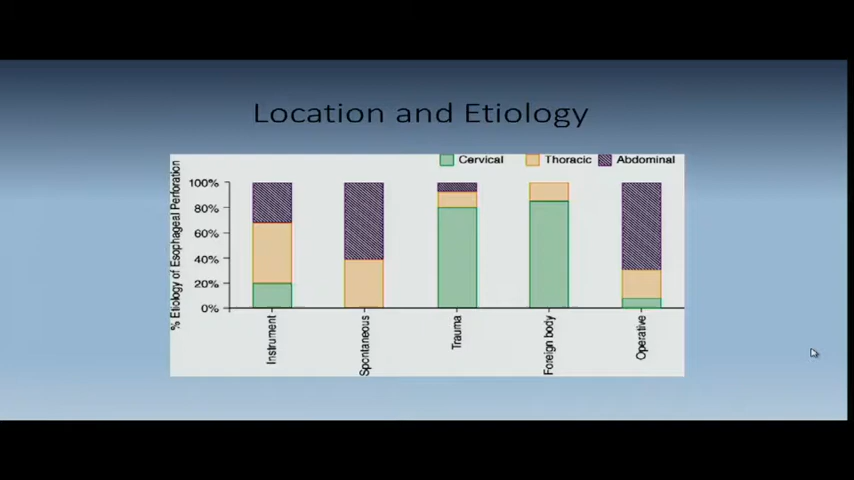 Location and Etiology
Cervical Thoracic Abdominal
% Etiology of Esophageal Perforation
100%
80%
60%
40%
20%
0%
Instrument
Spontaneous
Trauma
Foreign body
Operative